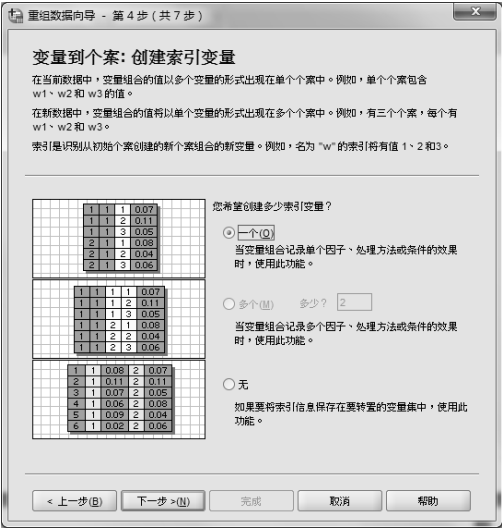 重组数据向导 - 第 4 步 ( 共 7 步 )
变量到个案: 创建索引变量
在当前数据中，变量组合的值以多个变量的形式出现在单个个案中。例如，单个个案包含
w1、w2 和 w3 的值。
在新数据中，变量组合的值将以单个变量的形式出现在多个个案中。例如，有三个个案，每个有
w1、w2 和 w3。
索引是识别从初始个案创建的新个案组合的新变量。例如，名为 "w" 的索引将有值 1、2 和3。
1 1 1 0.07
1 1 2 0.11
1 1 3 0.05
2 1 1 0.08
2 1 2 0.04
2 1 3 0.06
1 1 1 1 0.07
1 1 1 2 0.11
1 1 1 3 0.05
1 1 2 1 0.08
1 1 2 2 0.04
1 1 2 3 0.06
1 1 0.08 2 0.07
2 1 0.11 2 0.11
3 1 0.07 2 0.05
4 1 0.06 2 0.08
5 1 0.09 2 0.04
6 1 0.02 2 0.06
您希望创建多少索引变量？
一个(O)
当变量组合记录单个因子、处理方法或条件的效果
时，使用此功能。
多个(M) 多少? 2
当变量组合记录多个因子、处理方法或条件的效果
时，使用此功能。
无
如果要将索引信息保存在要转置的变量集中，使用此
功能。
< 上一步(B) 下一步 >(N) 完成 取消 帮助